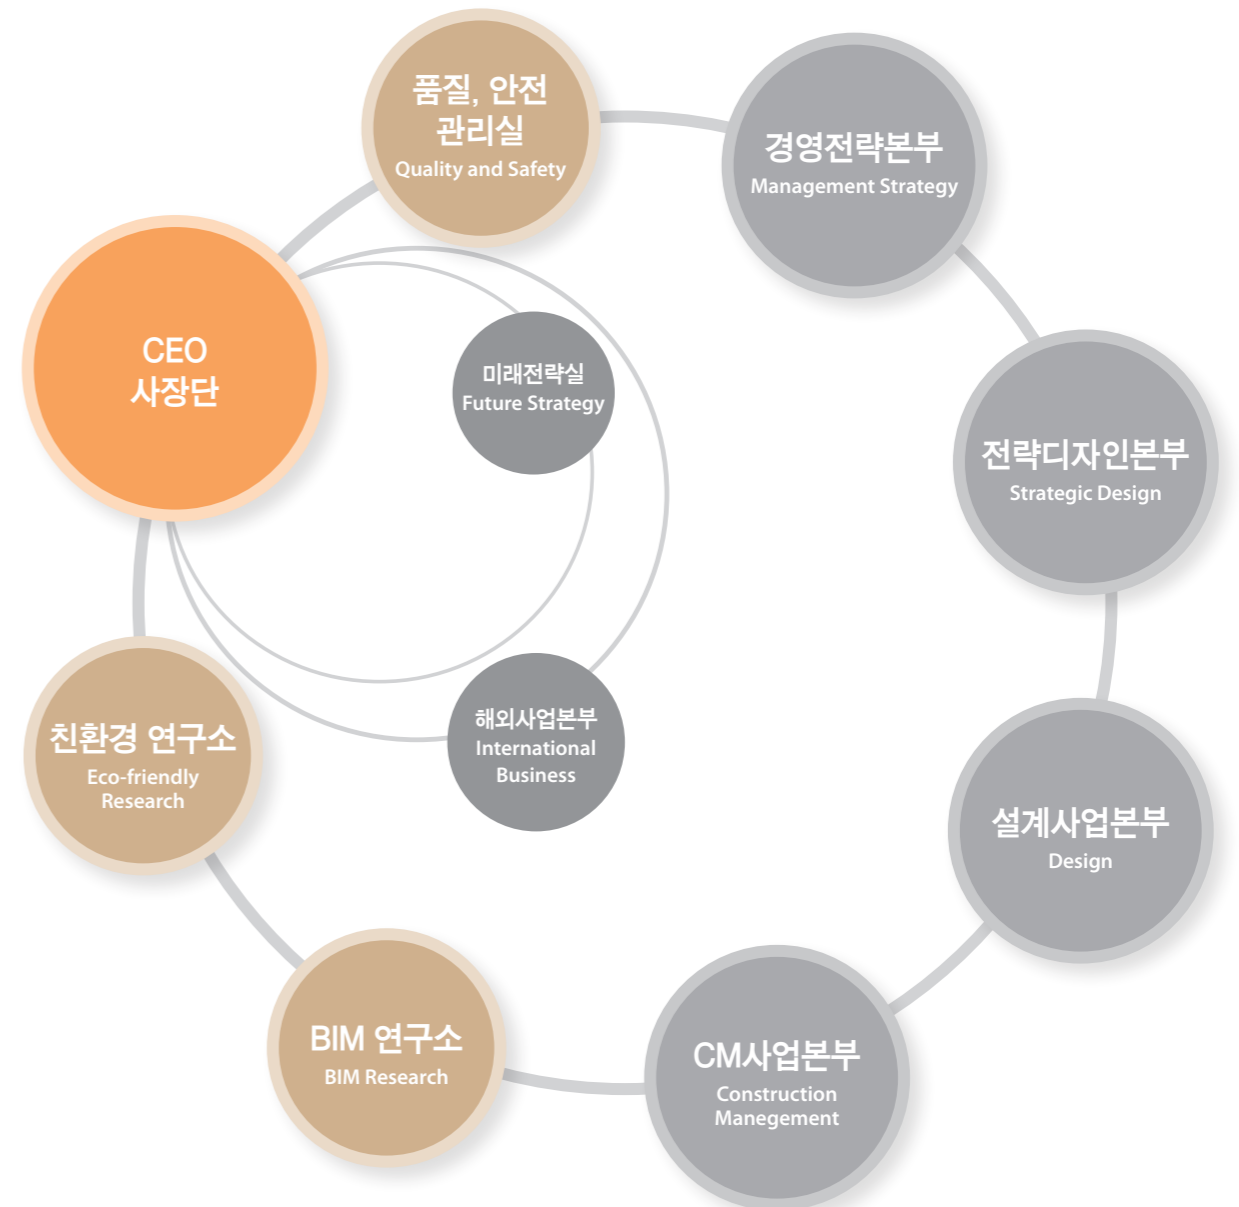 품질, 안전
관리실
Quality and Safety
경영전략본부
Management Strategy
CEO
사장단
미래전략실
Future Strategy
전략디자인본부
Strategic Design
친환경 연구소
Eco-friendly
Research
해외사업본부
International
Business
설계사업본부
Design
BIM 연구소
BIM Research
CM사업본부
Construction
Manegement